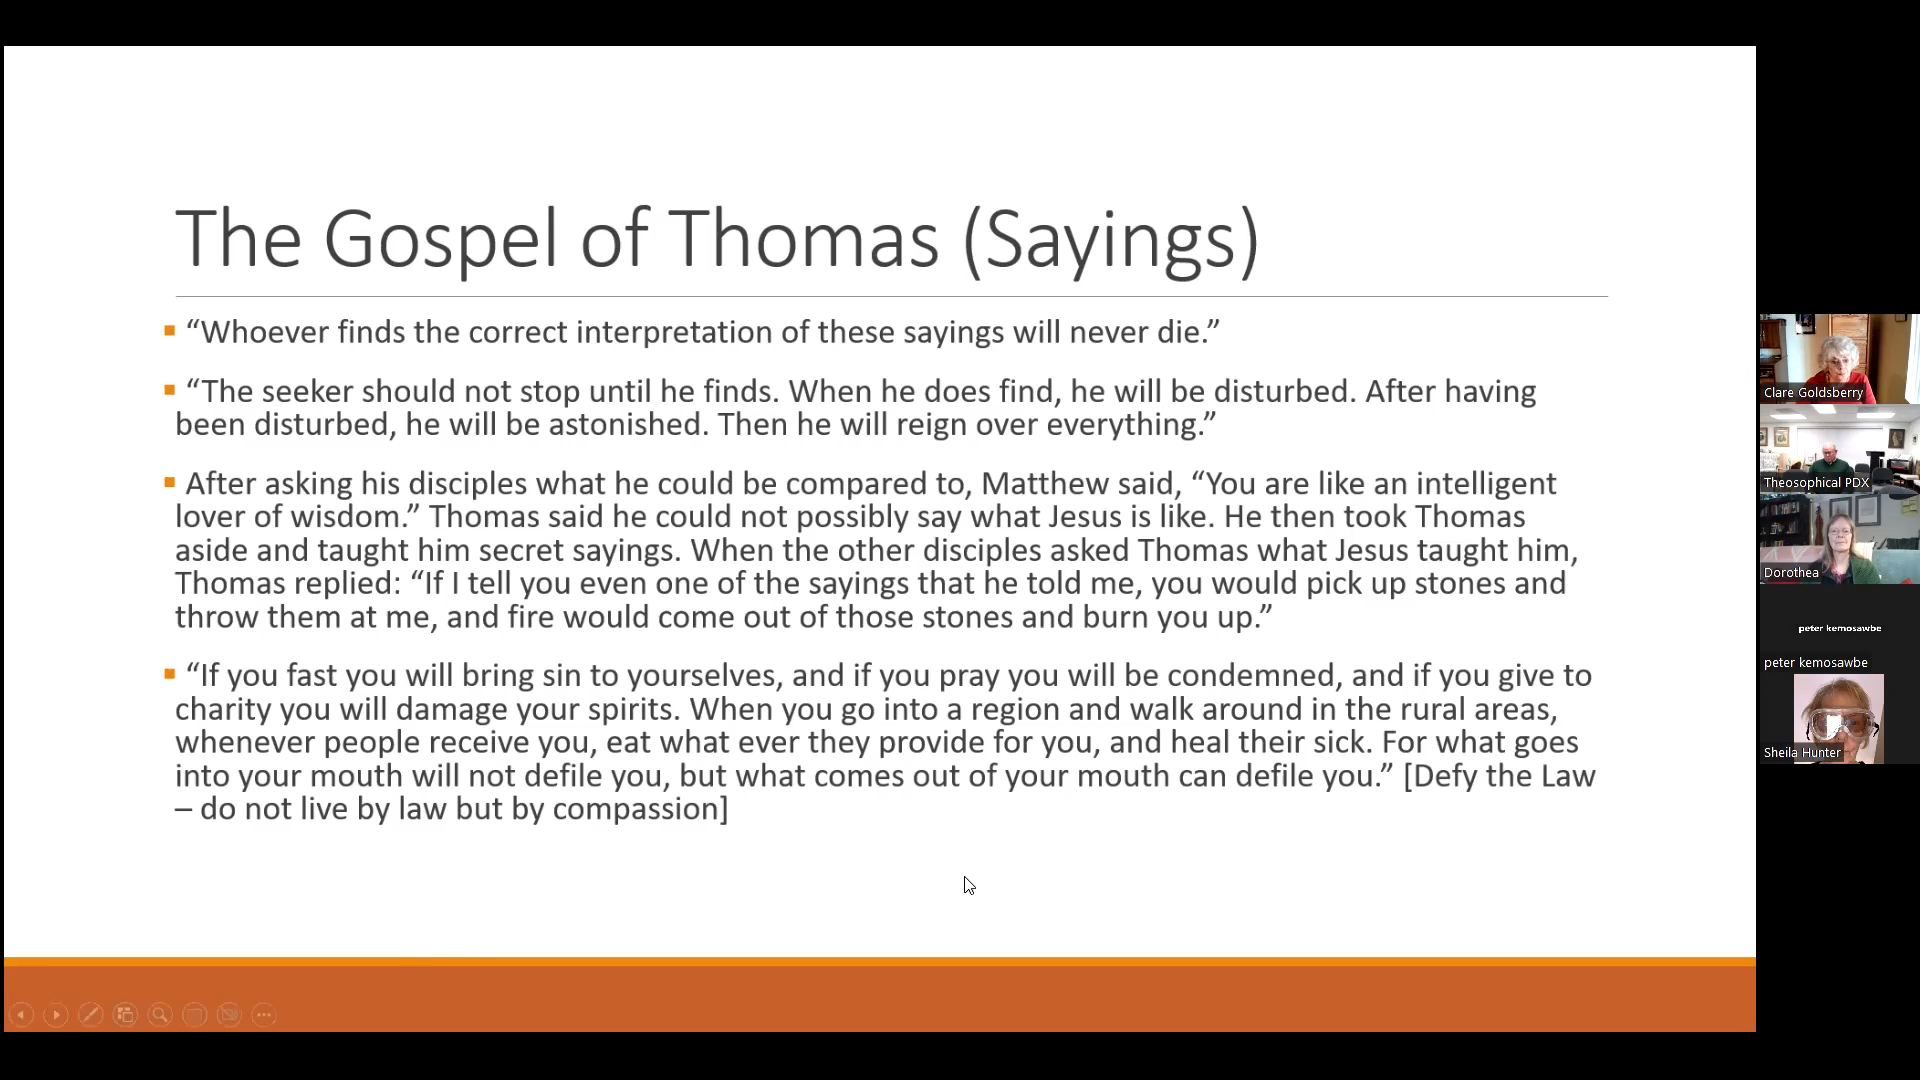 The Gospel of Thomas (Sayings)
“Whoever finds the correct interpretation of these sayings will never die.”
“The seeker should not stop until he finds. When he does find, he will be disturbed. After having
been disturbed, he will be astonished. Then he will reign over everything.”
After asking his disciples what he could be compared to, Matthew said, “You are like an intelligent
lover of wisdom.” Thomas said he could not possibly say what Jesus is like. He then took Thomas
aside and taught him secret sayings. When the other disciples asked Thomas what Jesus taught him,
Thomas replied: “If I tell you even one of the sayings that he told me, you would pick up stones and
throw them at me, and fire would come out of those stones and burn you up.”
“If you fast you will bring sin to yourselves, and if you pray you will be condemned, and if you give to
charity you will damage your spirits. When you go into a region and walk around in the rural areas,
whenever people receive you, eat what ever they provide for you, and heal their sick. For what goes
into your mouth will not defile you, but what comes out of your mouth can defile you.” [Defy the Law
– do not live by law but by compassion]
Clare Goldsberry
Theosophical PDX
Dorothea
peter kemosawbe
peter kemosawbe
Sheila Hunter